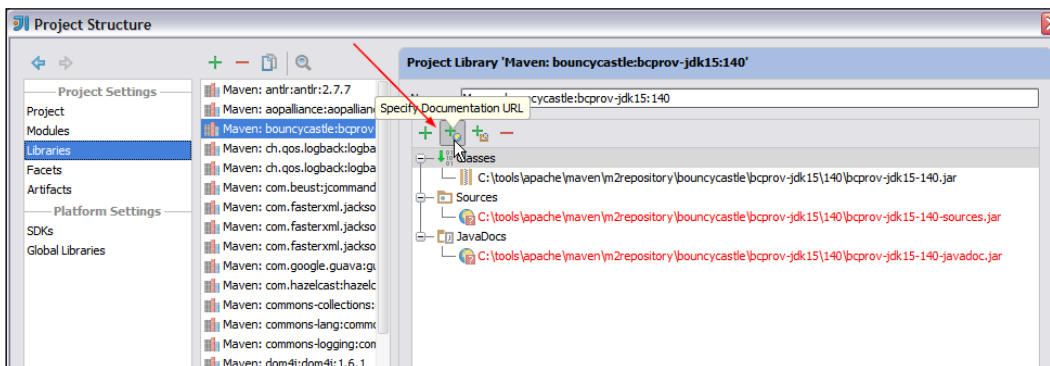 Project Structure
Project Settings
Project
Modules
Libraries
Facets
Artifacts
Platform Settings
SDKs
Global Libraries
Maven: antlr:antlr:2.7.7
Maven: aopalliance:aopallian
Maven: bouncycastle:bcprov-
Maven: ch.qos.logback:logba
Maven: ch.qos.logback:logba
Maven: com.beust:jcommand
Maven: com.fasterxml.jackso
Maven: com.fasterxml.jackso
Maven: com.fasterxml.jackso
Maven: com.google.guava:gu
Maven: com.hazelcast:hazelc
Maven: commons-collections:
Maven: commons-lang:commo
Maven: commons-logging:com
Maven: dom4j:dom4j:1.6.1
Project Library 'Maven: bouncycastle:bcprov-jdk15:140'
ncycastle:bcprov-jdk15:140
Specify Documentation URL
Classes
C:\tools\apache\maven\m2repository\bouncycastle\bcprov-jdk15\140\bcprov-jdk15-140.jar
Sources
C:\tools\apache\maven\m2repository\bouncycastle\bcprov-jdk15\140\bcprov-jdk15-140-sources.jar
JavaDocs
C:\tools\apache\maven\m2repository\bouncycastle\bcprov-jdk15\140\bcprov-jdk15-140-javadoc.jar